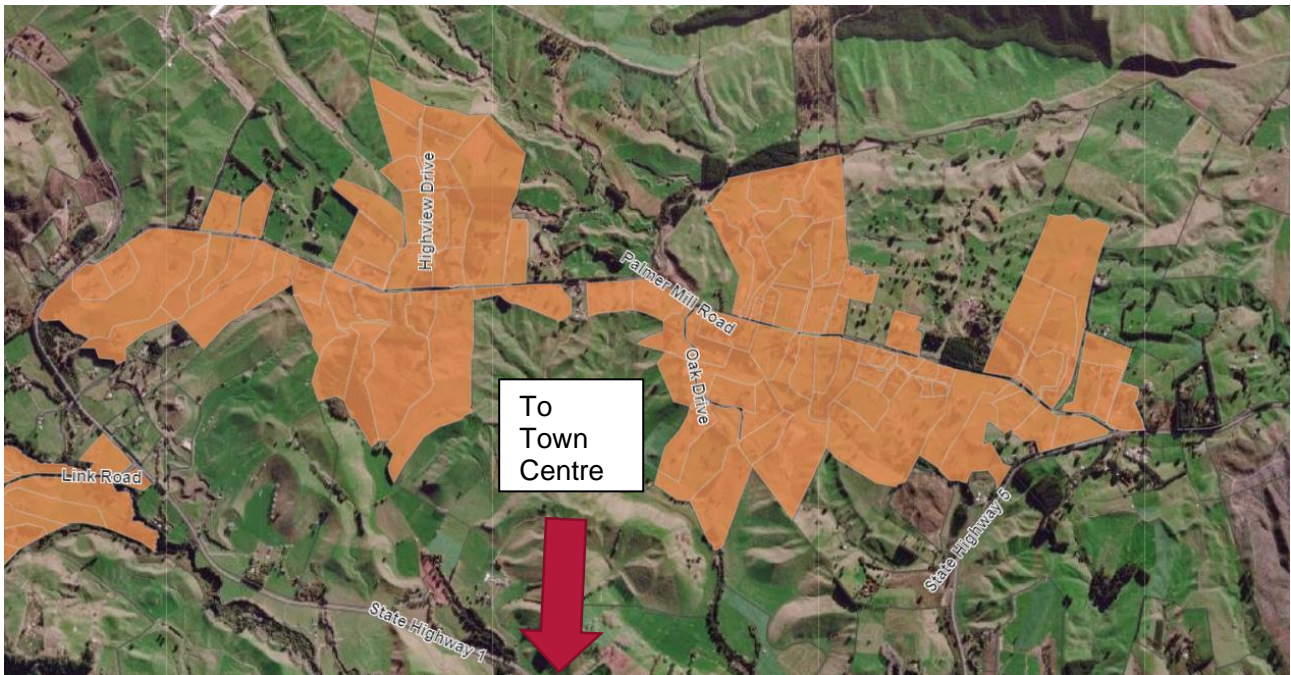 Highview Drive
Palmer Mill Road
Oak Drive
To
Town
Centre
Link Road
State Highway 5
State Highway 1